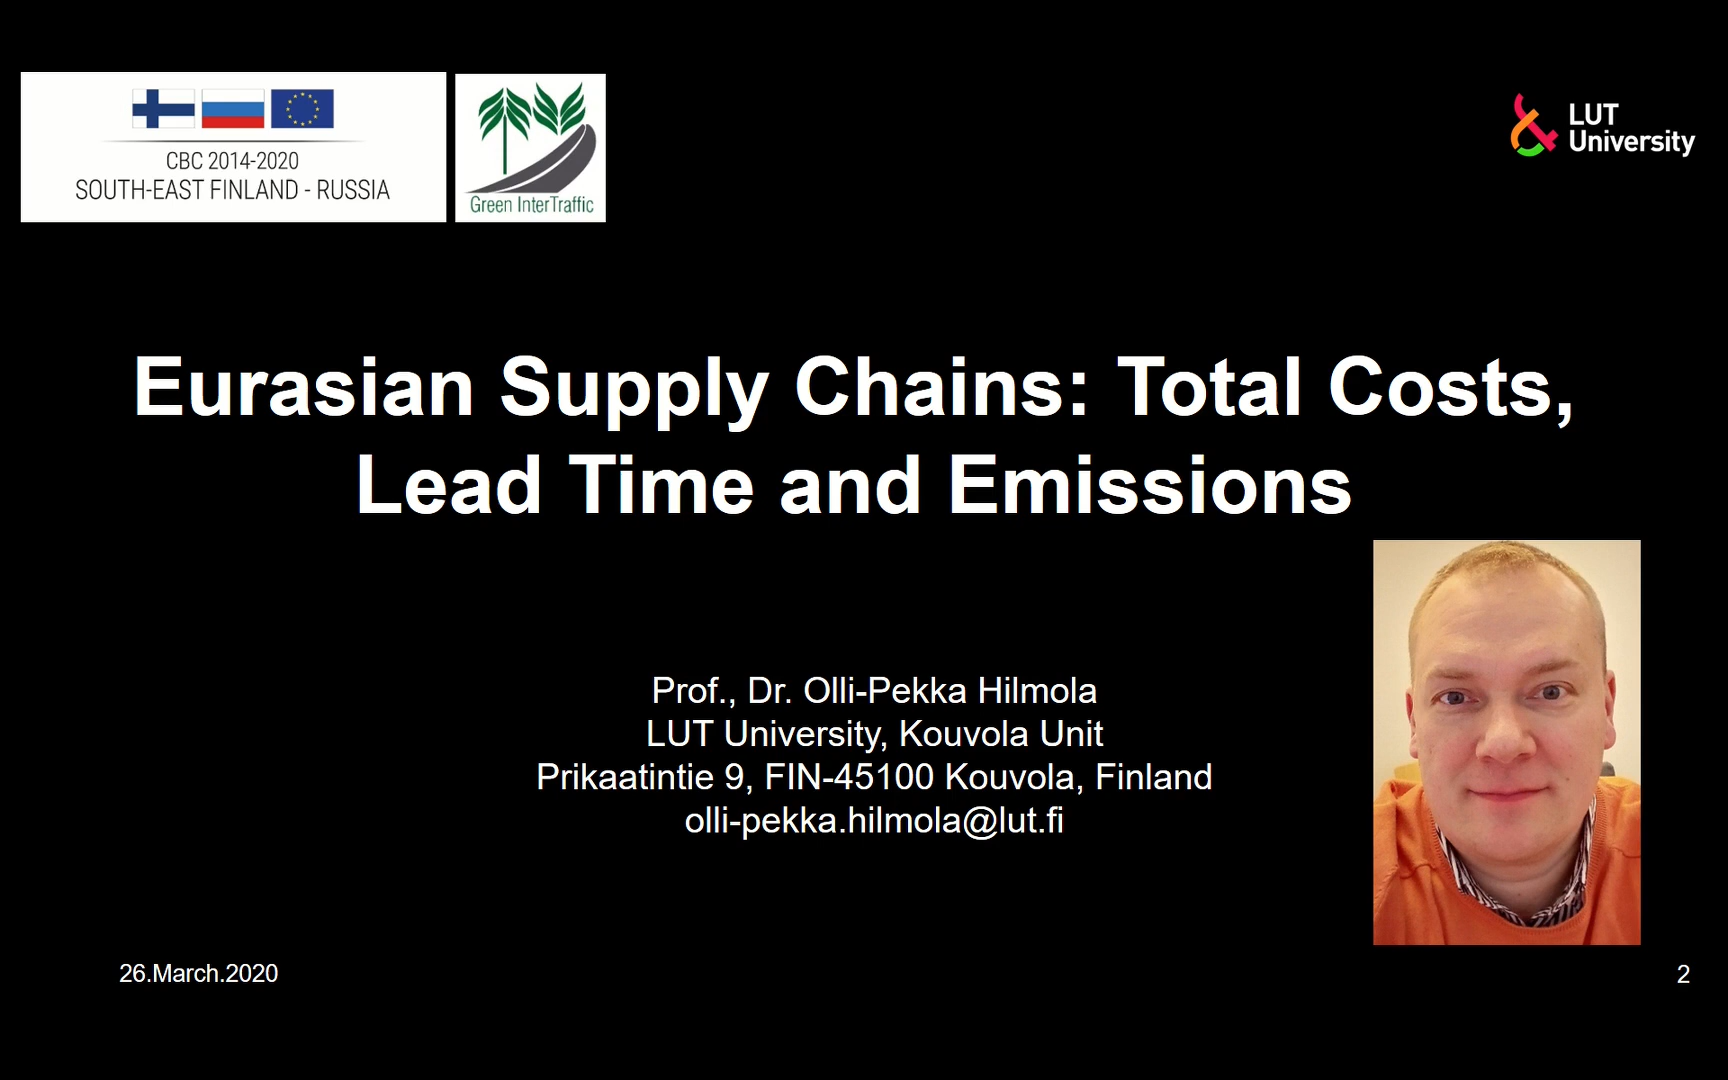 CBC 2014-2020
SOUTH-EAST FINLAND - RUSSIA
Green InterTraffic
LUT
University
Eurasian Supply Chains: Total Costs,
Lead Time and Emissions
Prof., Dr. Olli-Pekka Hilmola
LUT University, Kouvola Unit
Prikaatintie 9, FIN-45100 Kouvola, Finland
olli-pekka.hilmola@lut.fi
26.March.2020
2